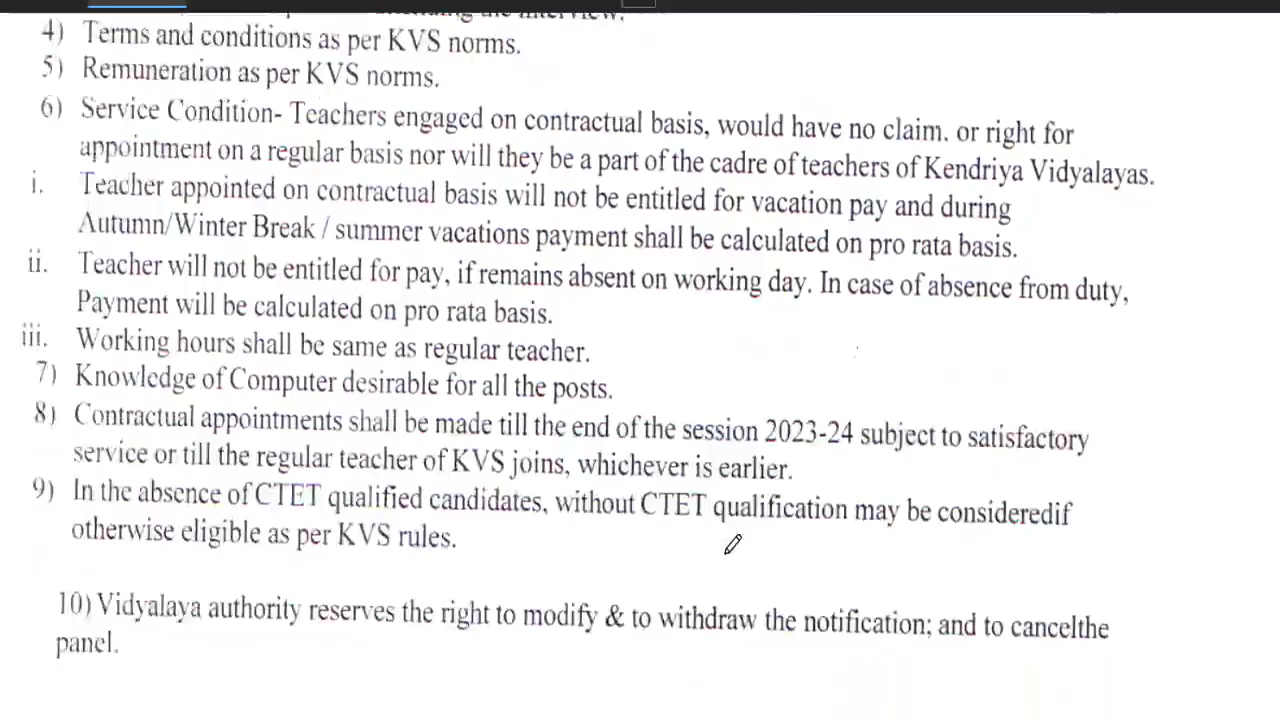 the interview.
4) Terms and conditions as per KVS norms.
5) Remuneration as per KVS norms.
6) Service Condition- Teachers engaged on contractual basis, would have no claim. or right for
appointment on a regular basis nor will they be a part of the cadre of teachers of Kendriya Vidyalayas.
i. Teacher appointed on contractual basis will not be entitled for vacation pay and during
Autumn/Winter Break / summer vacations payment shall be calculated on pro rata basis.
ii. Teacher will not be entitled for pay, if remains absent on working day. In case of absence from duty,
Payment will be calculated on pro rata basis.
iii. Working hours shall be same as regular teacher.
7) Knowledge of Computer desirable for all the posts.
8) Contractual appointments shall be made till the end of the session 2023-24 subject to satisfactory
service or till the regular teacher of KVS joins, whichever is earlier.
9) In the absence of CTET qualified candidates, without CTET qualification may be consideredif
otherwise eligible as per KVS rules.
10) Vidyalaya authority reserves the right to modify & to withdraw the notification; and to cancelthe
panel.